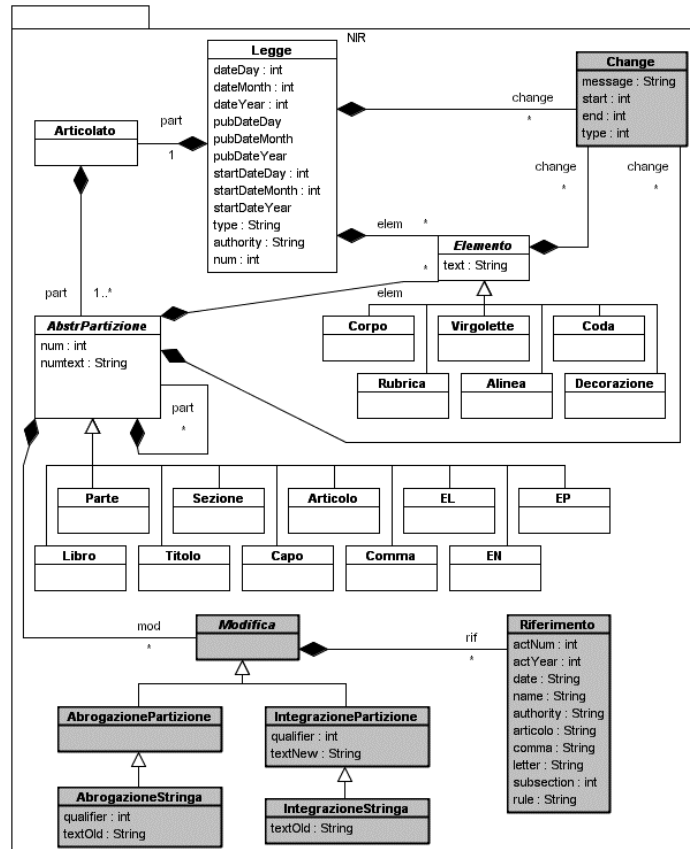 NIR
Legge
dateDay : int
dateMonth : int
dateYear : int
pubDateDay
pubDateMonth
pubDateYear
startDateDay : int
startDateMonth : int
startDateYear
type : String
authority : String
num : int
Change
message : String
start : int
end : int
type : int
change
*
Articolato
part
1
change
*
change
*
elem
*
Elemento
text : String
*
elem
part
1..*
AbstrPartizione
num : int
numtext : String
Corpo
Virgolette
Coda
Rubrica
Alinea
Decorazione
part
*
Parte
Sezione
Articolo
EL
EP
Libro
Titolo
Capo
Comma
EN
mod
*
Modifica
rif
*
Riferimento
actNum : int
actYear : int
date : String
name : String
authority : String
articolo : String
comma : String
letter : String
subsection : int
rule : String
AbrogazionePartizione
IntegrazionePartizione
qualifier : int
textNew : String
AbrogazioneStringa
qualifier : int
textOld : String
IntegrazioneStringa
textOld : String